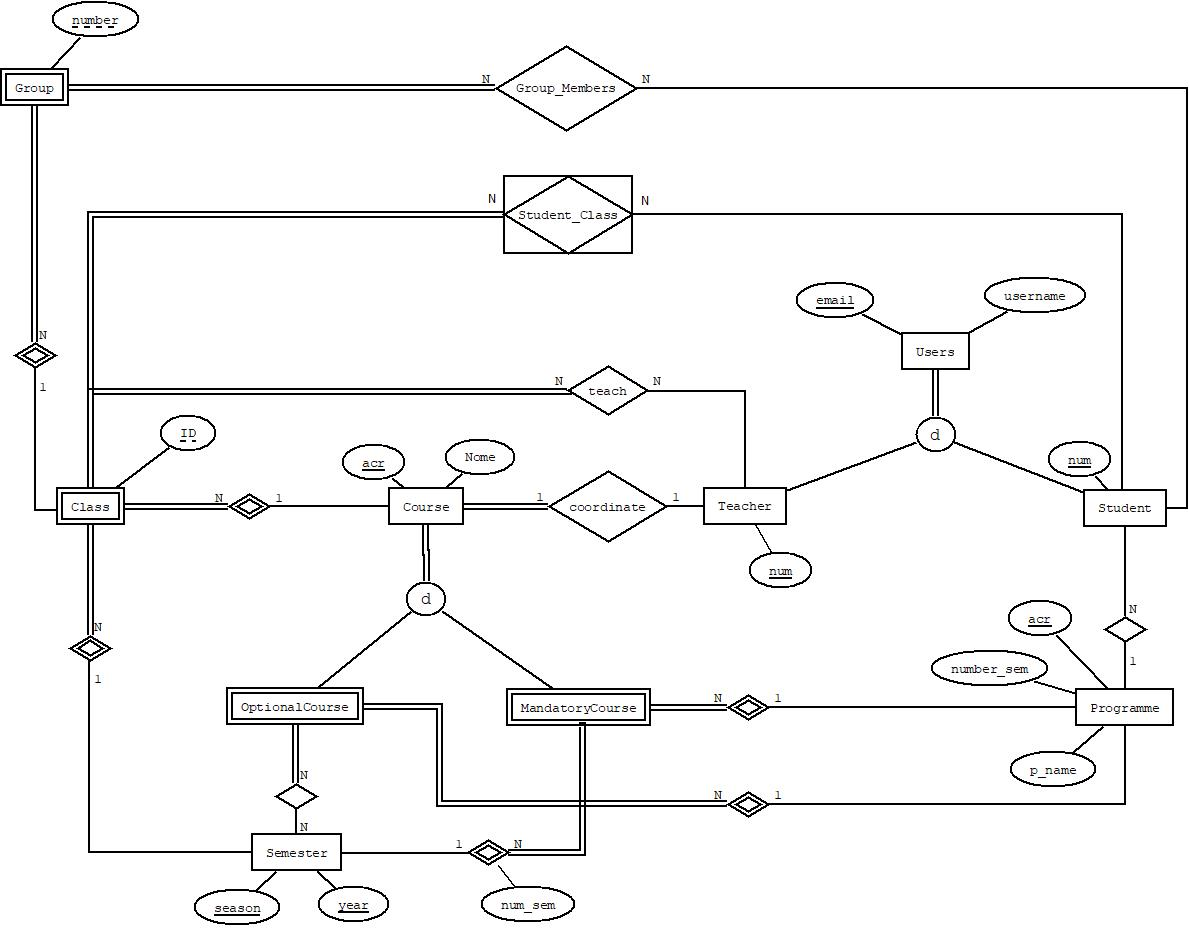 number
Group
N
Group_Members
N
N
Student_Class
N
email
username
Users
N
1
N
teach
N
d
ID
acr
Nome
num
Class
N
1
Course
1
coordinate
1
Teacher
Student
num
d
N
1
acr
N
1
number_sem
OptionalCourse
MandatoryCourse
N
1
Programme
p_name
N
N
1
N
Semester
1
N
season
year
num_sem